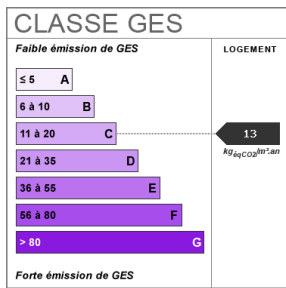 CLASSE GES
Faible émission de GES
LOGEMENT
≤ 5 A
6 à 10 B
11 à 20 C
13
kgéqCO2/m².an
21 à 35 D
36 à 55 E
56 à 80 F
> 80 G
Forte émission de GES